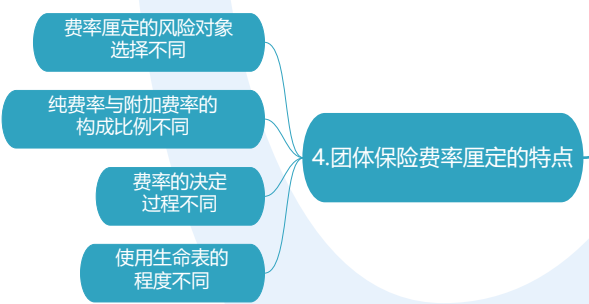 费率厘定的风险对象
选择不同
纯费率与附加费率的
构成比例不同
4.团体保险费率厘定的特点
费率的决定
过程不同
使用生命表的
程度不同